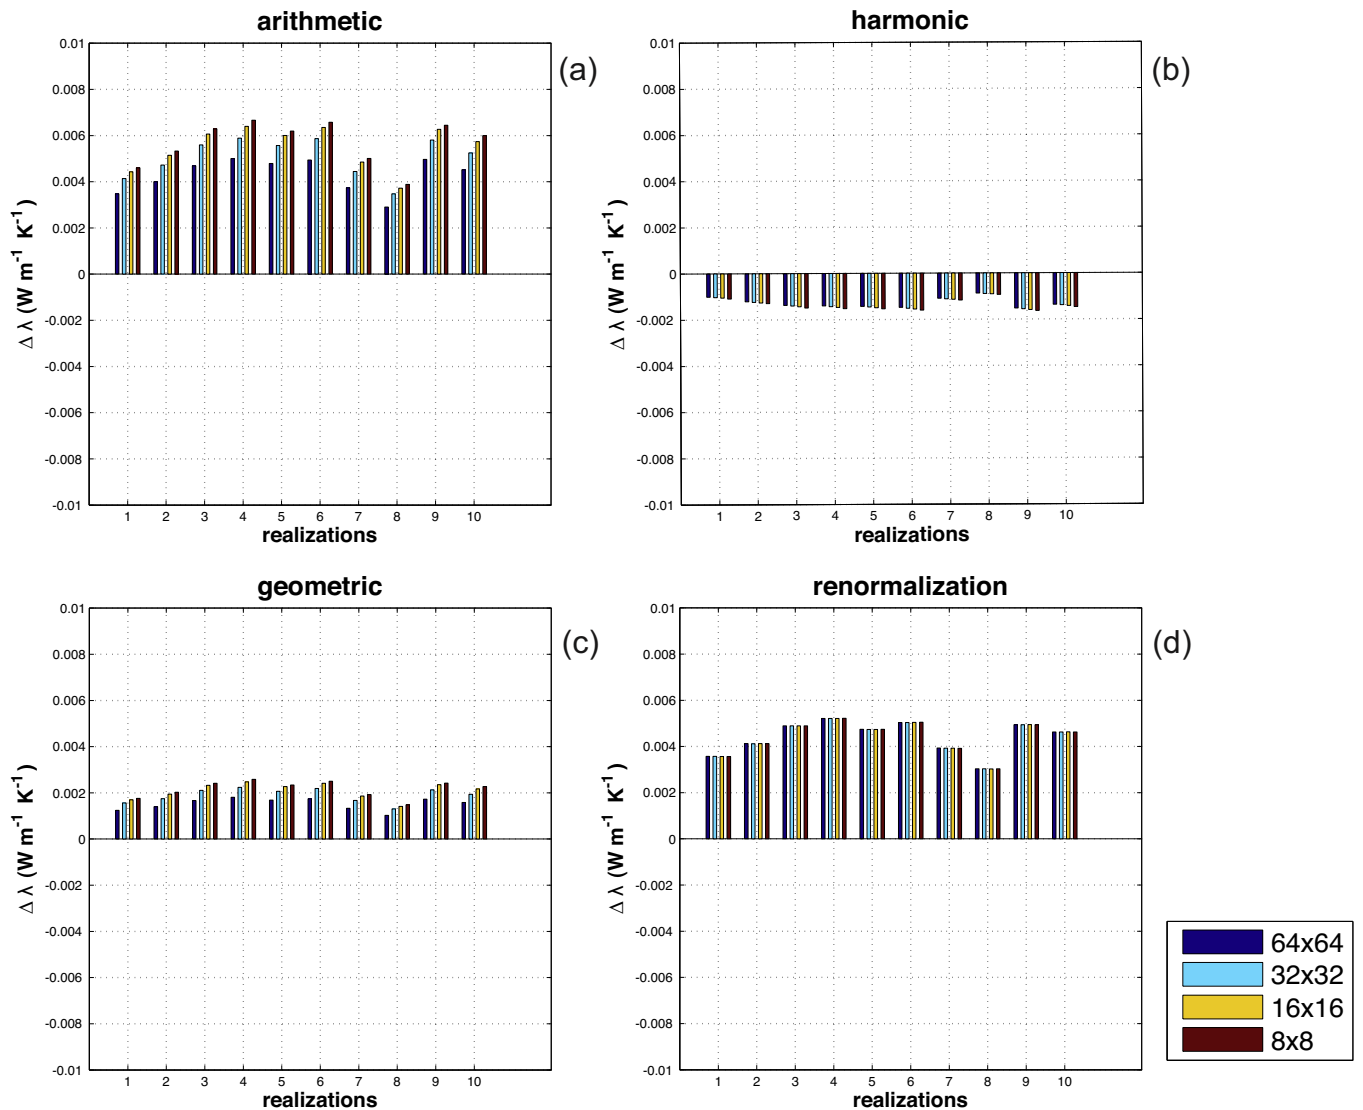 arithmetic
0.01
0.008
0.006
0.004
0.002
0
-0.002
-0.004
-0.006
-0.008
-0.01
Δ λ (W m⁻¹ K⁻¹)
1 2 3 4 5 6 7 8 9 10
realizations
(a)
harmonic
0.01
0.008
0.006
0.004
0.002
0
-0.002
-0.004
-0.006
-0.008
-0.01
Δ λ (W m⁻¹ K⁻¹)
1 2 3 4 5 6 7 8 9 10
realizations
(b)
geometric
0.01
0.008
0.006
0.004
0.002
0
-0.002
-0.004
-0.006
-0.008
-0.01
Δ λ (W m⁻¹ K⁻¹)
1 2 3 4 5 6 7 8 9 10
realizations
(c)
renormalization
0.01
0.008
0.006
0.004
0.002
0
-0.002
-0.004
-0.006
-0.008
-0.01
Δ λ (W m⁻¹ K⁻¹)
1 2 3 4 5 6 7 8 9 10
realizations
(d)
64x64
32x32
16x16
8x8